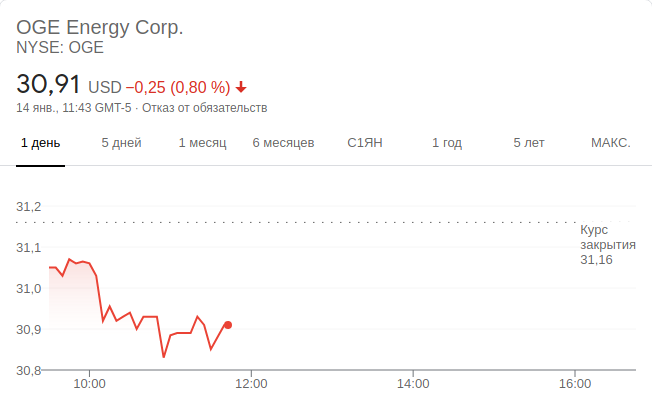 OGE Energy Corp.
NYSE: OGE
30,91 USD −0,25 (0,80 %)
14 янв., 11:43 GMT-5 · Отказ от обязательств
1 день 5 дней 1 месяц 6 месяцев С1ЯН 1 год 5 лет МАКС.
31,2
Курс
закрытия
31,16
31,1
31,0
30,9
30,8
10:00 12:00 14:00 16:00